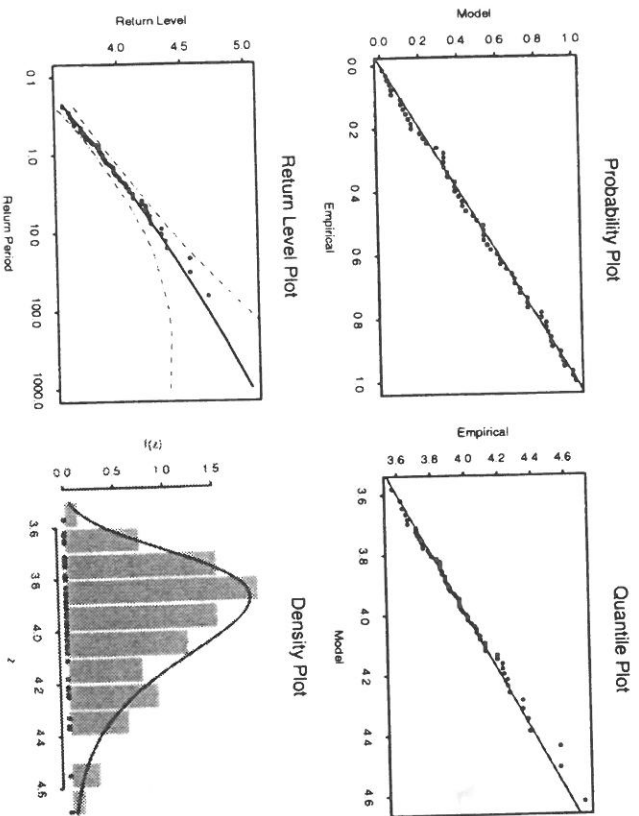 Probability Plot
Model
0.0 0.2 0.4 0.6 0.8 1.0
0.0 0.2 0.4 0.6 0.8 1.0
Empirical
Quantile Plot
Empirical
3.6 3.8 4.0 4.2 4.4 4.6
3.6 3.8 4.0 4.2 4.4 4.6
Model
Return Level Plot
Return Level
4.0 4.5 5.0
0.1 1.0 10.0 100.0 1000.0
Return Period
Density Plot
f(z)
0.0 0.5 1.0 1.5
3.6 3.8 4.0 4.2 4.4 4.6
z